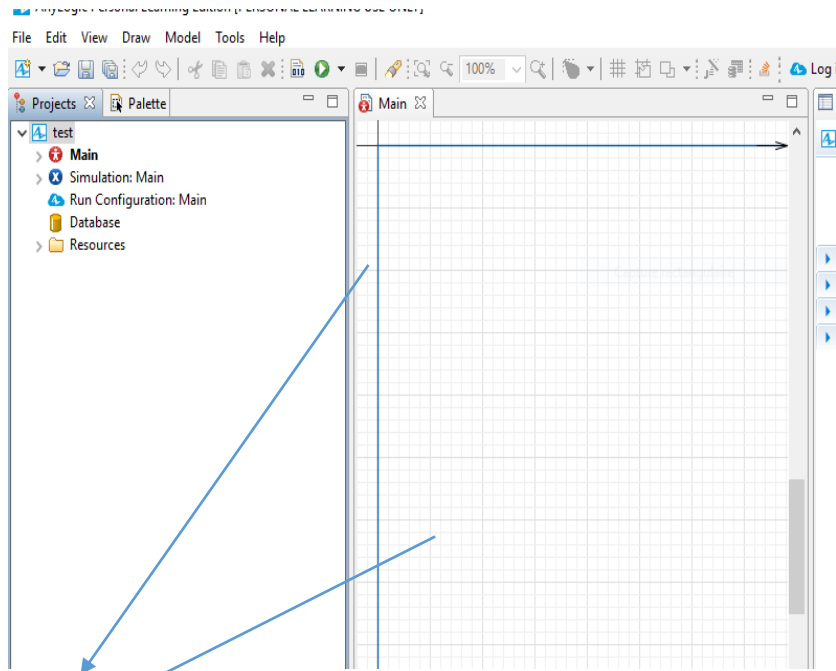 File Edit View Draw Model Tools Help
100% Log
Projects Palette Main
test
Main
Simulation: Main
Run Configuration: Main
Database
Resources